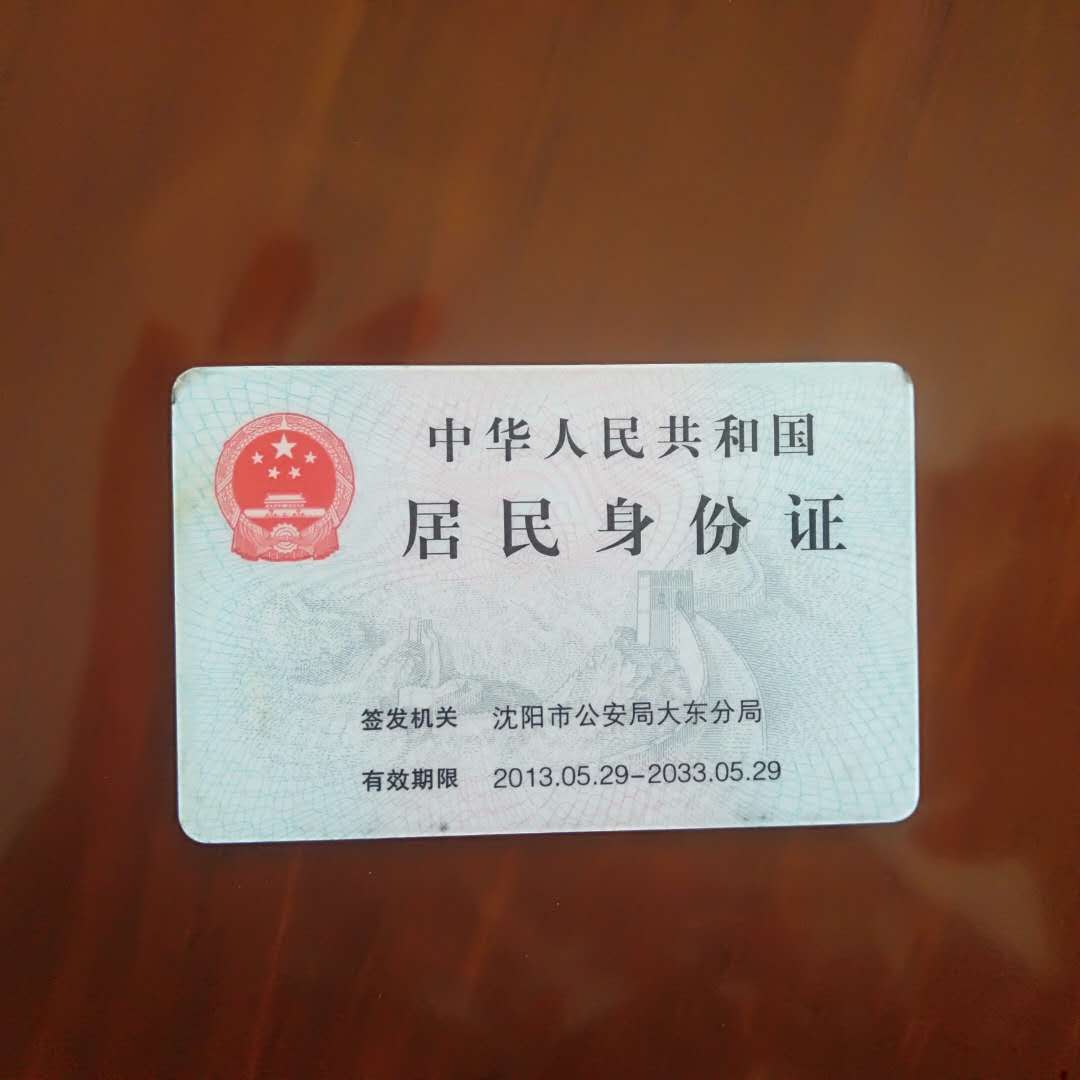 中华人民共和国
居民身份证
签发机关 沈阳市公安局大东分局
有效期限 2013.05.29-2033.05.29